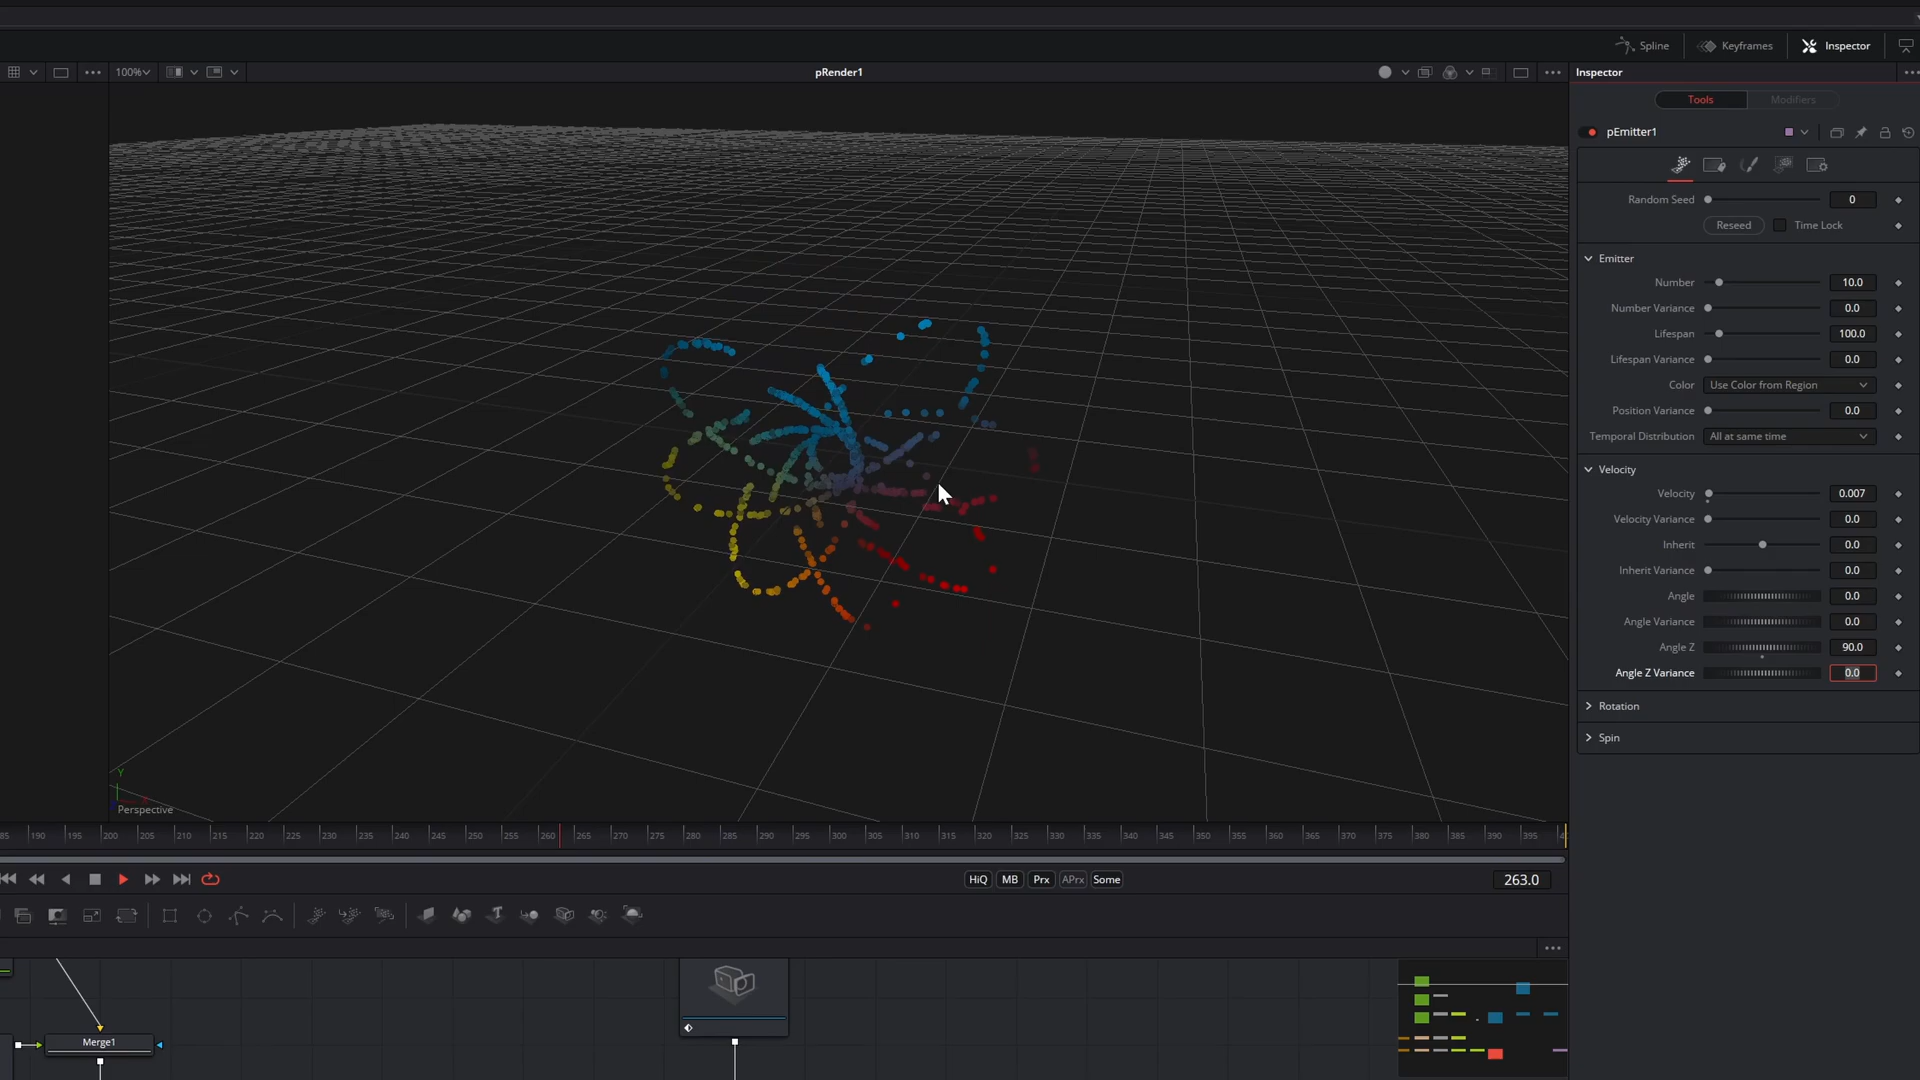 Spline Keyframes Inspector
100% pRender1 Inspector
Tools Modifiers
pEmitter1
Random Seed 0
Reseed Time Lock
Emitter
Number 10.0
Number Variance 0.0
Lifespan 100.0
Lifespan Variance 0.0
Color Use Color from Region
Position Variance 0.0
Temporal Distribution All at same time
Velocity
Velocity 0.007
Velocity Variance 0.0
Inherit 0.0
Inherit Variance 0.0
Angle 0.0
Angle Variance 0.0
Angle Z 90.0
Angle Z Variance 0.0
Rotation
Spin
Y
Perspective
190 195 200 205 210 215 220 225 230 235 240 245 250 255 260 265 270 275 280 285 290 295 300 305 310 315 320 325 330 335 340 345 350 355 360 365 370 375 380 385 390 395
HiQ MB Prx APrx Some 263.0
Merge1